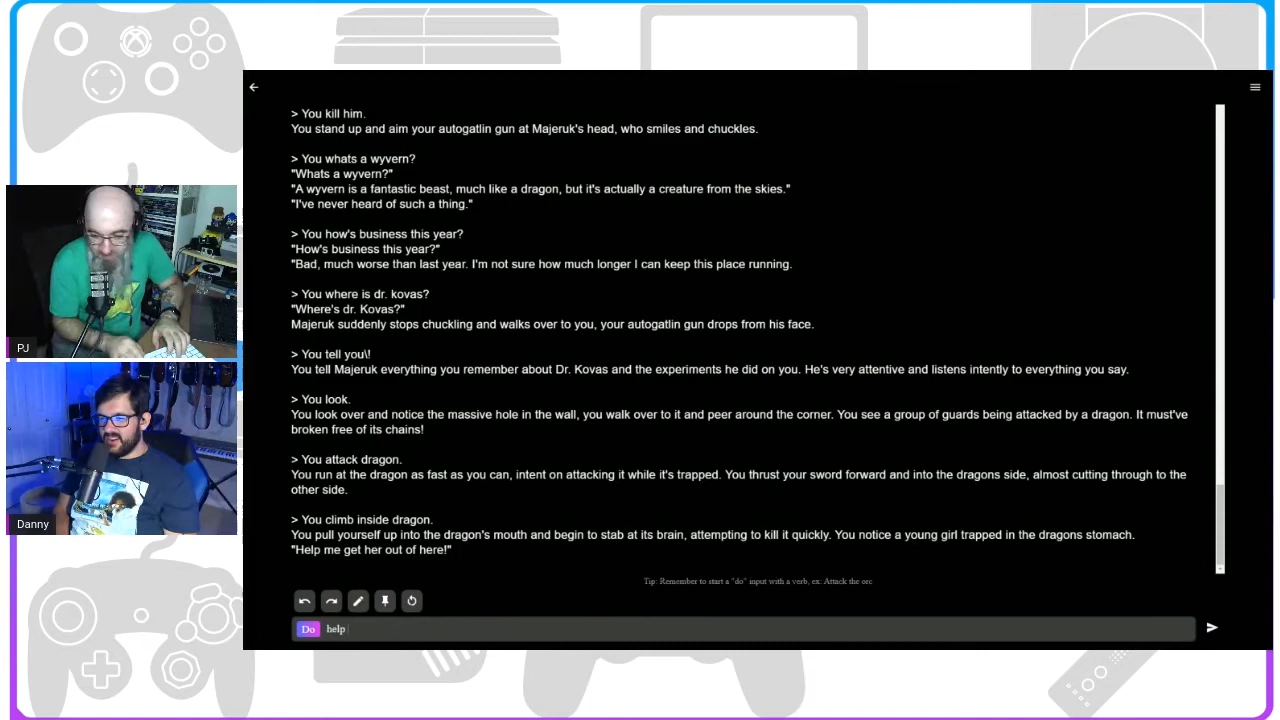 > You kill him.
You stand up and aim your autogatlin gun at Majeruk's head, who smiles and chuckles.
> You whats a wyvern?
"Whats a wyvern?"
"A wyvern is a fantastic beast, much like a dragon, but it's actually a creature from the skies."
"I've never heard of such a thing."
> You how's business this year?
"How's business this year?"
"Bad, much worse than last year. I'm not sure how much longer I can keep this place running.
> You where is dr. kovas?
"Where's dr. Kovas?"
Majeruk suddenly stops chuckling and walks over to you, your autogatlin gun drops from his face.
> You tell you\!
You tell Majeruk everything you remember about Dr. Kovas and the experiments he did on you. He's very attentive and listens intently to everything you say.
> You look.
You look over and notice the massive hole in the wall, you walk over to it and peer around the corner. You see a group of guards being attacked by a dragon. It must've
broken free of its chains!
> You attack dragon.
You run at the dragon as fast as you can, intent on attacking it while it's trapped. You thrust your sword forward and into the dragons side, almost cutting through to the
other side.
> You climb inside dragon.
You pull yourself up into the dragon's mouth and begin to stab at its brain, attempting to kill it quickly. You notice a young girl trapped in the dragons stomach.
"Help me get her out of here!"
Tip: Remember to start a "do" input with a verb, ex: Attack the orc
Do help
PJ
Danny